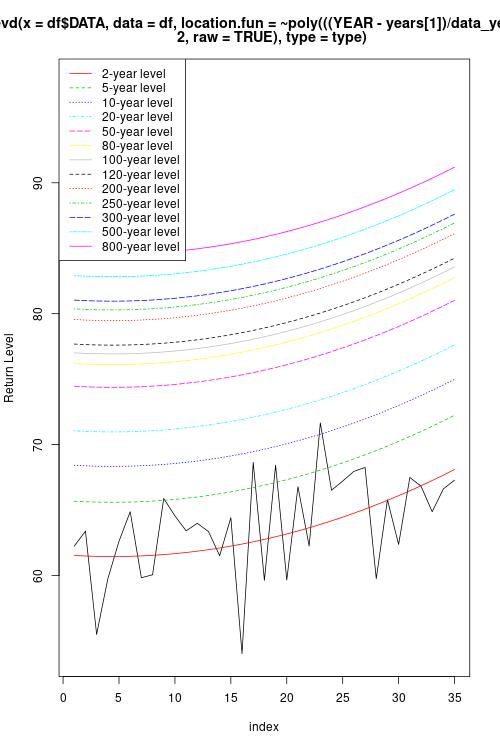 evd(x = df$DATA, data = df, location.fun = ~poly(((YEAR - years[1])/data_ye
2, raw = TRUE), type = type)
2-year level
5-year level
10-year level
20-year level
50-year level
80-year level
100-year level
120-year level
200-year level
250-year level
300-year level
500-year level
800-year level
Return Level
90
80
70
60
0 5 10 15 20 25 30 35
index